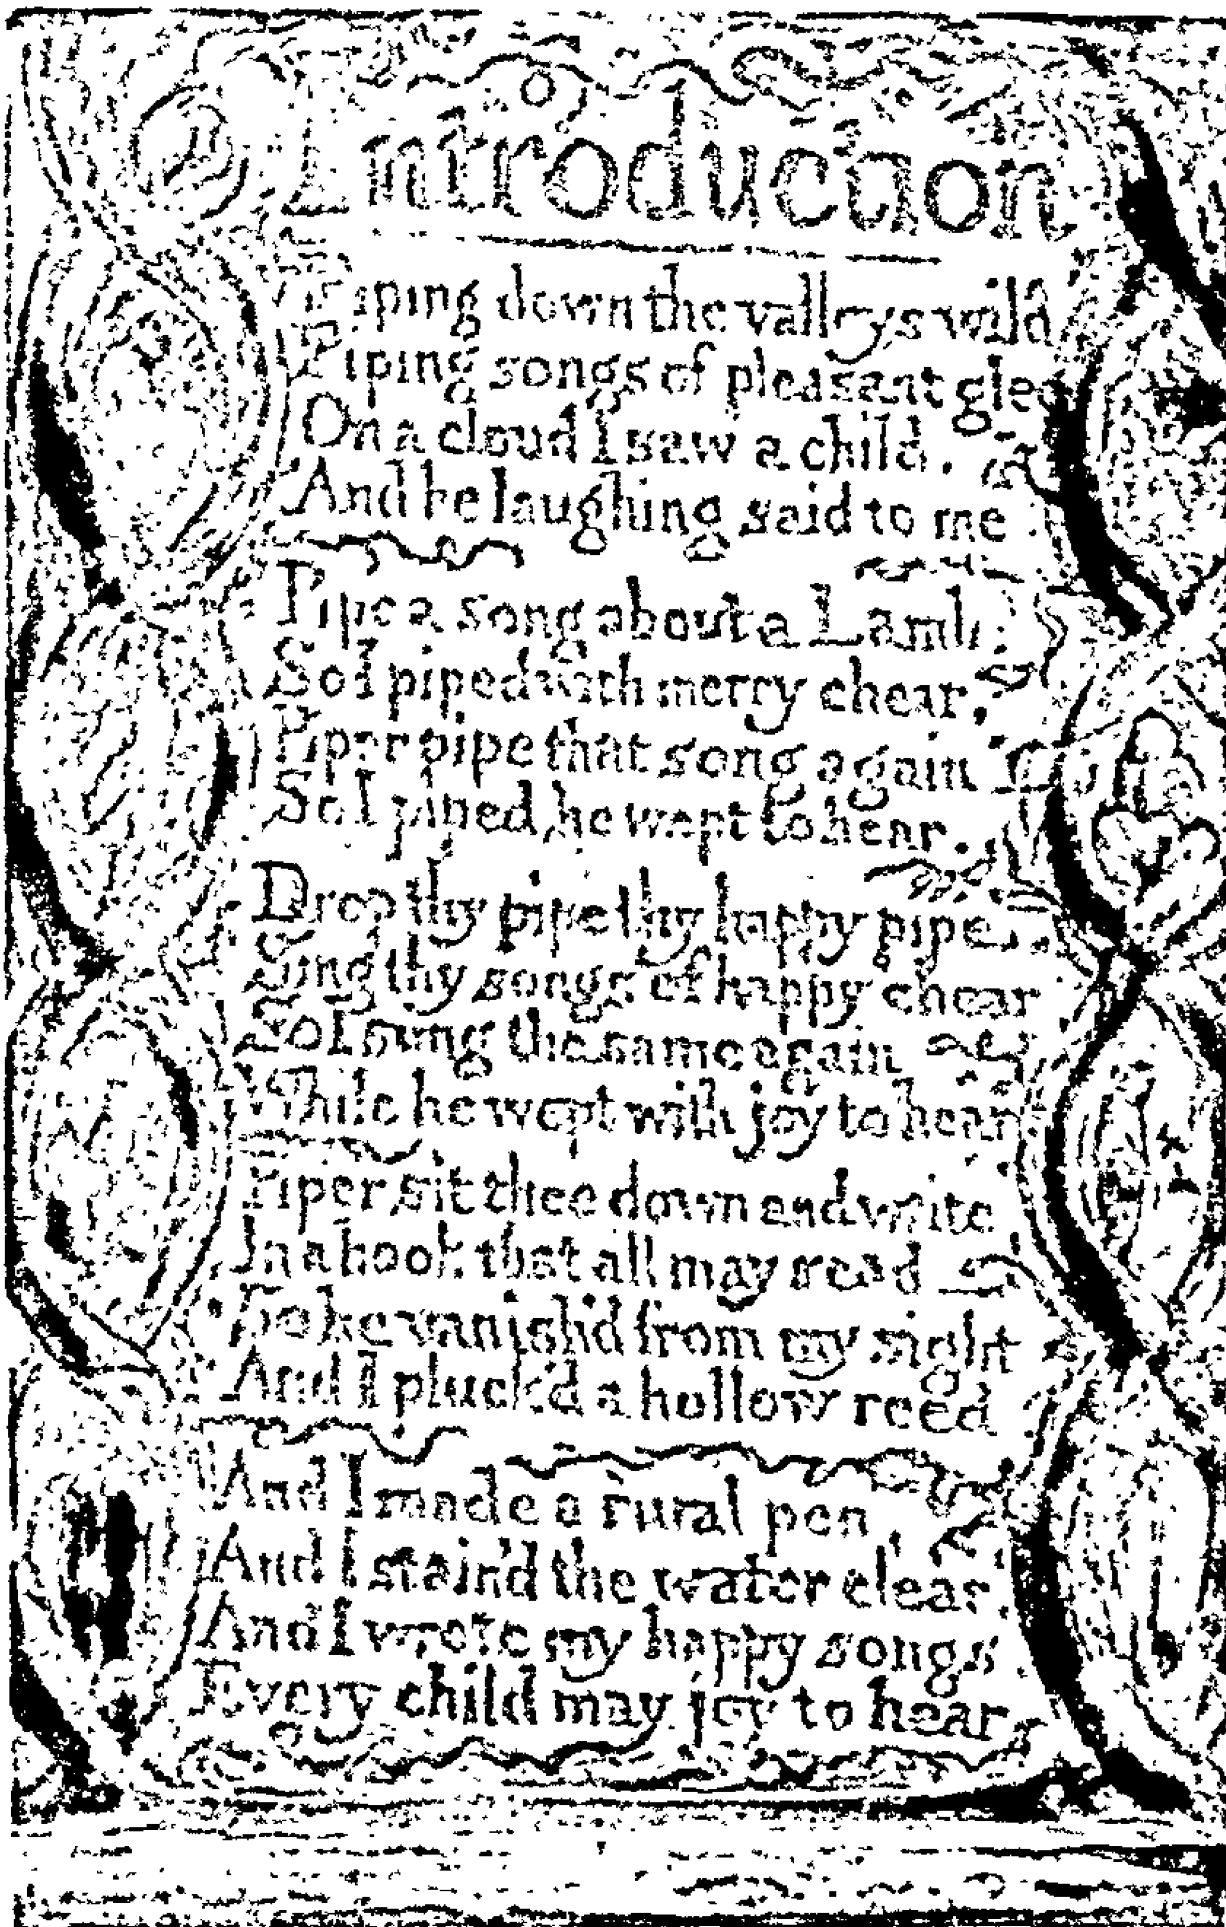 Introduction
Piping down the valleys wild
Piping songs of pleasant glee
On a cloud I saw a child.
And he laughing said to me.
Pipe a song about a Lamb;
So I piped with merry chear,
Piper pipe that song again
So I piped, he wept to hear.
Drop thy pipe thy happy pipe
Sing thy songs of happy chear
So I sung the same again
While he wept with joy to hear
Piper sit thee down and write
In a book that all may read
So he vanish'd from my sight
And I pluck'd a hollow reed
And I made a rural pen,
And I stain'd the water clear,
And I wrote my happy songs
Every child may joy to hear